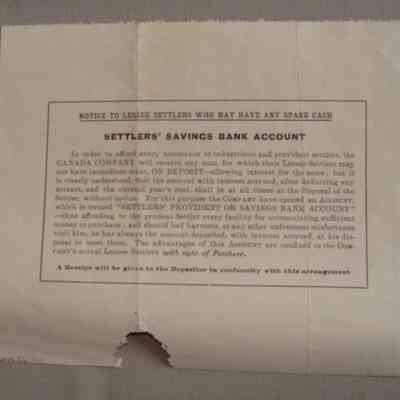 NOTICE TO LESSEE SETTLERS WHO MAY HAVE ANY SPARE CASH
SETTLERS' SAVINGS BANK ACCOUNT
In order to afford every assistance to industrious and provident settlers, the
CANADA COMPANY will receive any sum, for which their Lessee Settlers may
not have immediate want, ON DEPOSIT—allowing interest for the same; but it
is clearly understood, that the amount with interest accrued, after deducting any
arrears, and the current year's rent, shall be at all times at the Disposal of the
Settler, without notice. For this purpose the COMPANY have opened an ACCOUNT,
which is termed "SETTLERS' PROVIDENT OR SAVINGS BANK ACCOUNT"
—thus affording to the prudent Settler every facility for accumulating sufficient
money to purchase; and should bad harvests, or any other unforeseen misfortunes
visit him, he has always the amount deposited, with interest accrued, at his dis-
posal to meet them. The advantages of this ACCOUNT are confined to the COM-
PANY'S actual Lessee Settlers with right of Purchase.
A Receipt will be given to the Depositor in conformity with this arrangement